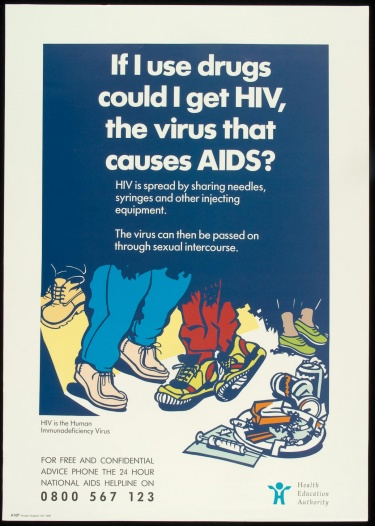 If I use drugs
could I get HIV,
the virus that
causes AIDS?
HIV is spread by sharing needles,
syringes and other injecting
equipment.
The virus can then be passed on
through sexual intercourse.
HIV is the Human
Immunodeficiency Virus
FOR FREE AND CONFIDENTIAL
ADVICE PHONE THE 24 HOUR
NATIONAL AIDS HELPLINE ON
0800 567 123
Health
Education
Authority